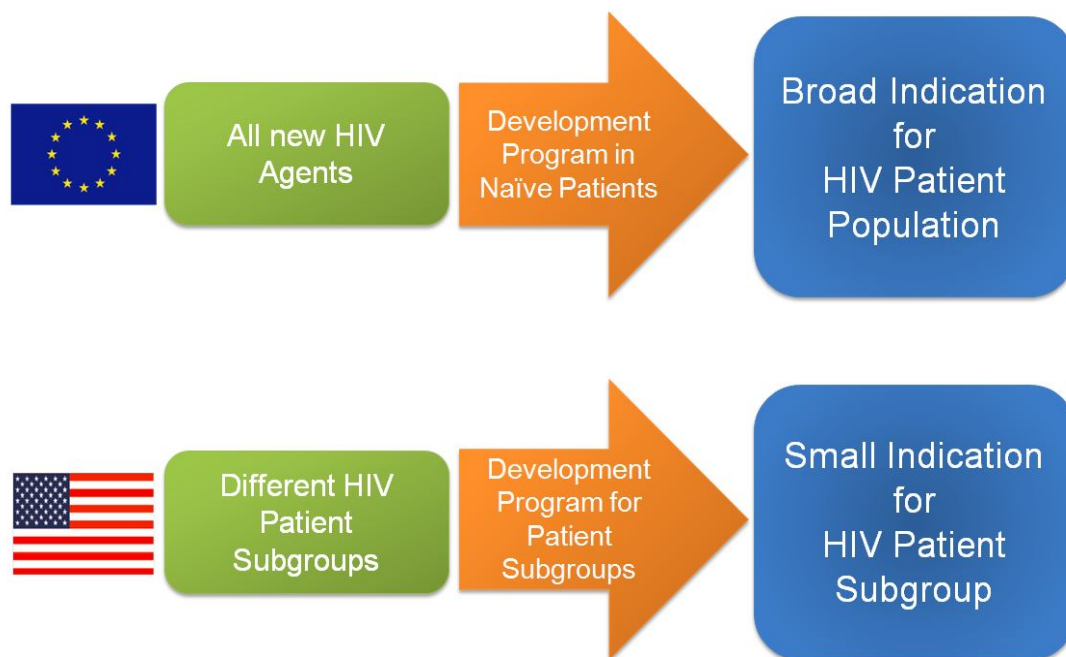 All new HIV
Agents
Development
Program in
Naïve Patients
Broad Indication
for
HIV Patient
Population
Different HIV
Patient
Subgroups
Development
Program for
Patient
Subgroups
Small Indication
for
HIV Patient
Subgroup